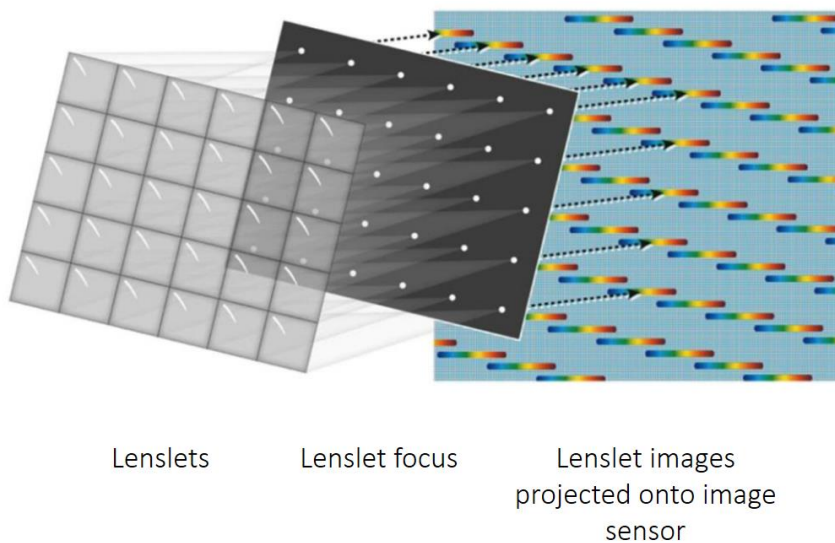 Lenslets
Lenslet focus
Lenslet images
projected onto image
sensor